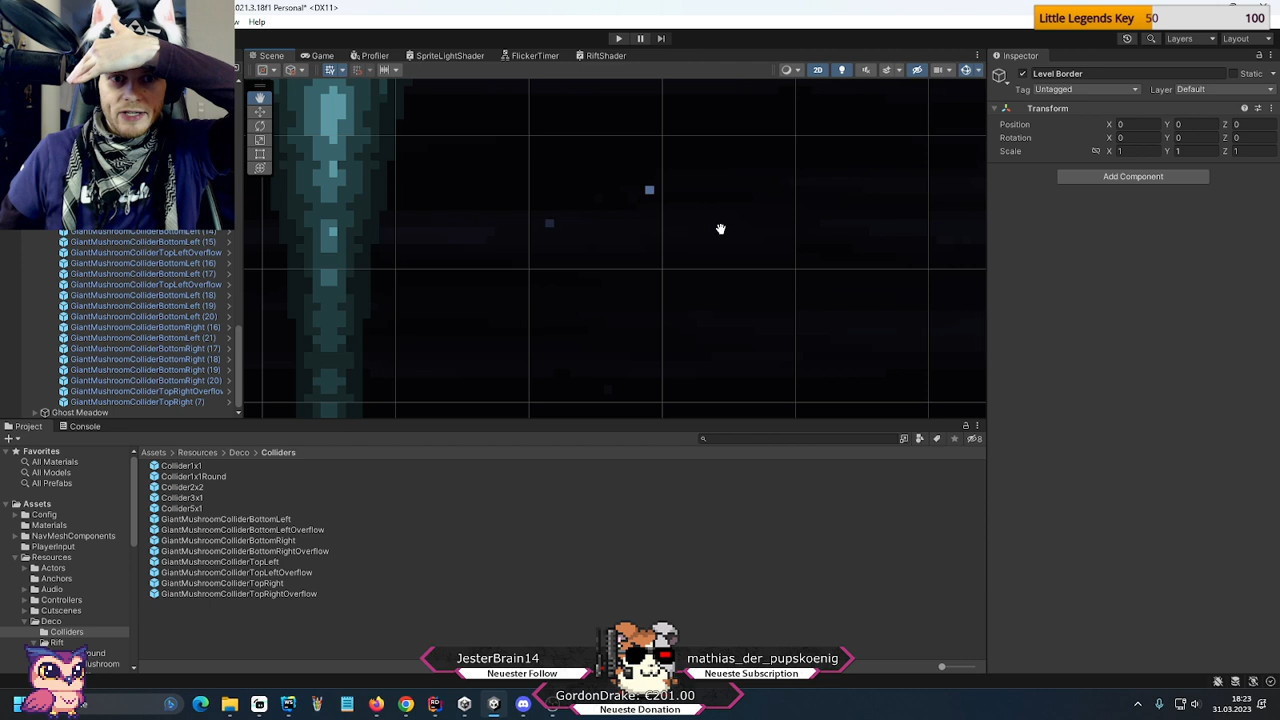 021.3.18f1 Personal* <DX11>
Little Legends Key 50 100
Help
Layers
Layout
Scene
Game
Profiler
SpriteLightShader
FlickerTimer
RiftShader
2D
Inspector
Level Border
Static
Tag Untagged
Layer Default
Transform
Position X 0 Y 0 Z 0
Rotation X 0 Y 0 Z 0
Scale X 1 Y 1 Z 1
Add Component
GiantMushroomColliderBottomLeft (14)
GiantMushroomColliderBottomLeft (15)
GiantMushroomColliderTopLeftOverflow
GiantMushroomColliderBottomLeft (16)
GiantMushroomColliderBottomLeft (17)
GiantMushroomColliderTopLeftOverflow
GiantMushroomColliderBottomLeft (18)
GiantMushroomColliderBottomLeft (19)
GiantMushroomColliderBottomLeft (20)
GiantMushroomColliderBottomRight (16)
GiantMushroomColliderBottomLeft (21)
GiantMushroomColliderBottomRight (17)
GiantMushroomColliderBottomRight (18)
GiantMushroomColliderBottomRight (19)
GiantMushroomColliderBottomRight (20)
GiantMushroomColliderTopRightOverflow
GiantMushroomColliderTopRight (7)
Ghost Meadow
Project
Console
8
Favorites
All Materials
All Models
All Prefabs
Assets
Config
Materials
NavMeshComponents
PlayerInput
Resources
Actors
Anchors
Audio
Controllers
Cutscenes
Deco
Colliders
Rift
Assets > Resources > Deco > Colliders
Collider1x1
Collider1x1Round
Collider2x2
Collider3x1
Collider5x1
GiantMushroomColliderBottomLeft
GiantMushroomColliderBottomLeftOverflow
GiantMushroomColliderBottomRight
GiantMushroomColliderBottomRightOverflow
GiantMushroomColliderTopLeft
GiantMushroomColliderTopLeftOverflow
GiantMushroomColliderTopRight
GiantMushroomColliderTopRightOverflow
JesterBrain14
Neuester Follow
mathias_der_pupskoenig
Neueste Subscription
GordonDrake: €201.00
Neueste Donation
18:23
31.03.2023